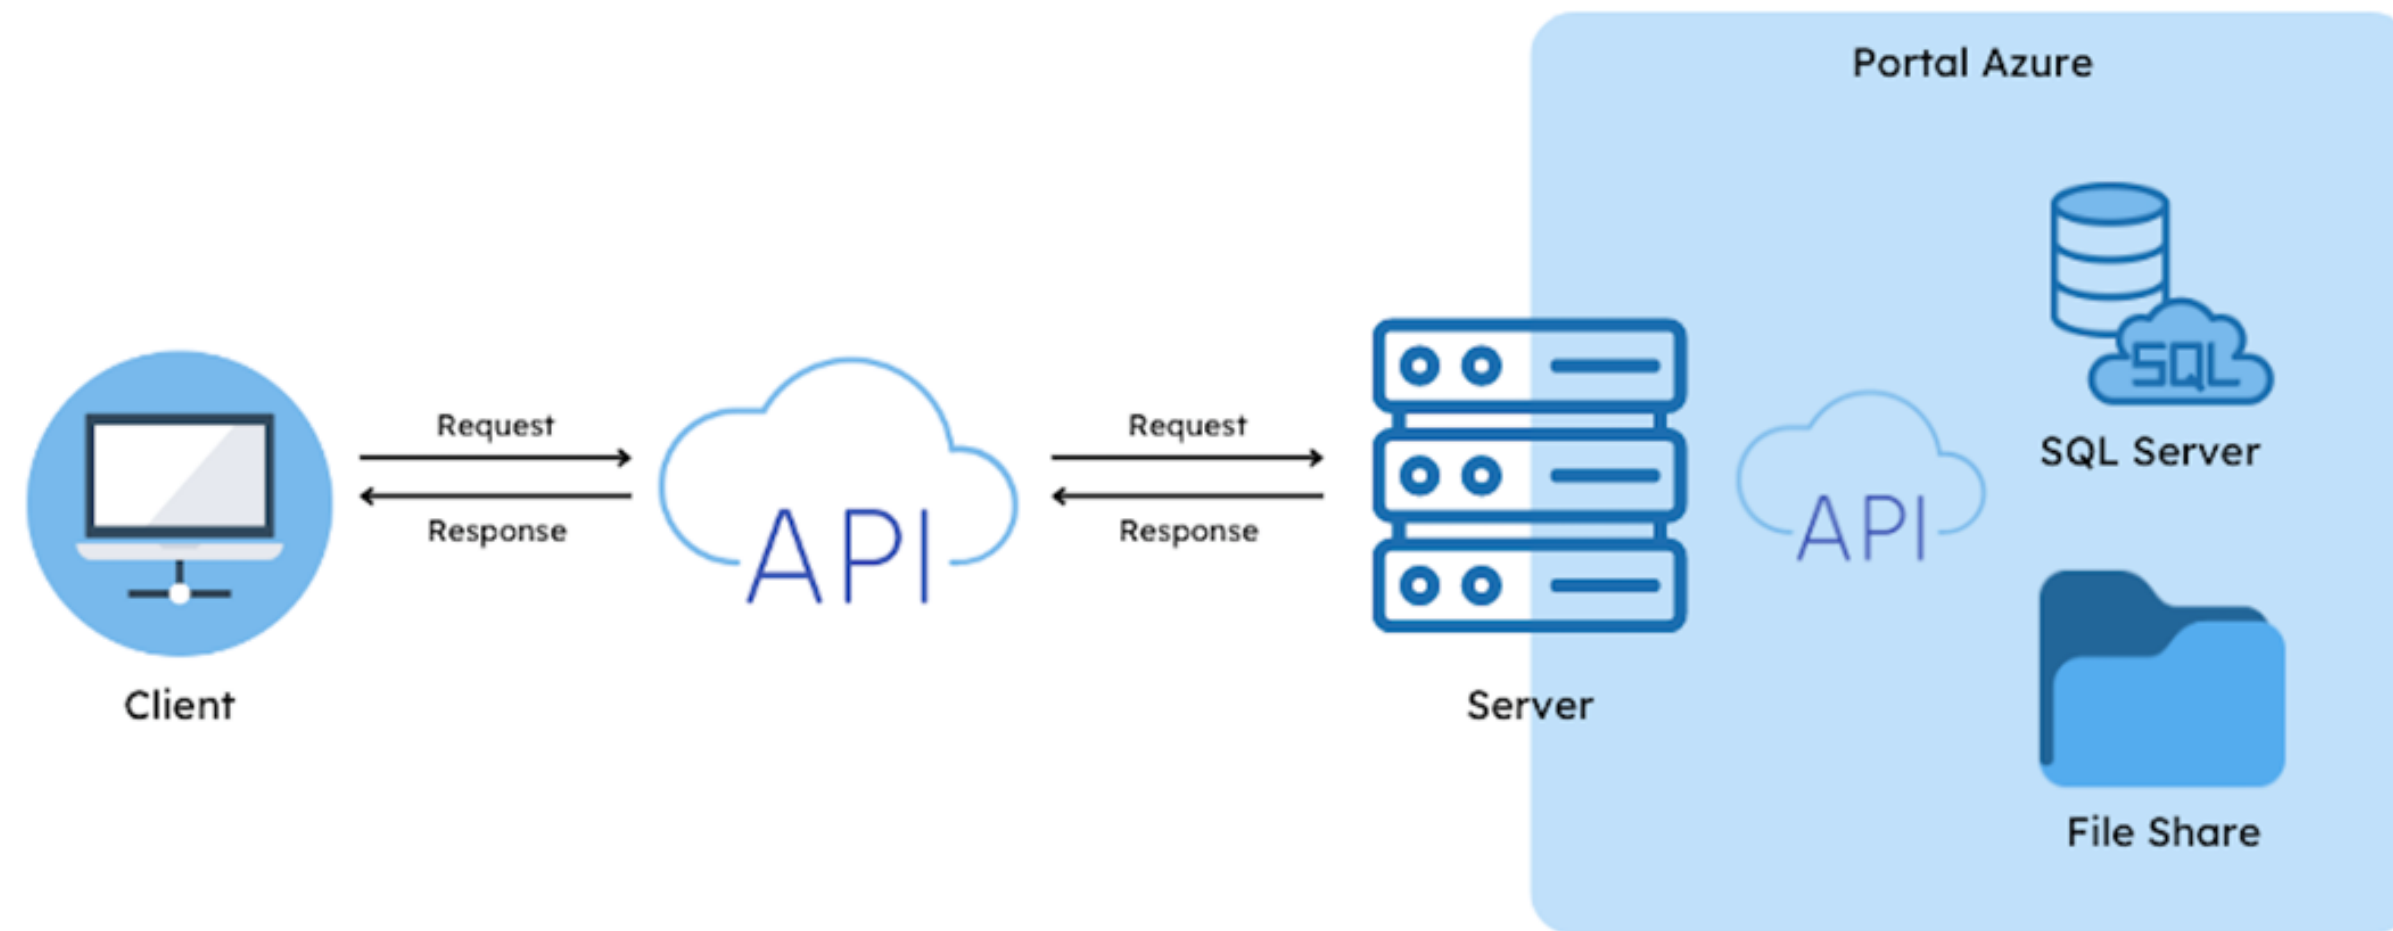 Portal Azure
Request
Response
API
Request
Response
API
SQL
SQL Server
Client
Server
File Share